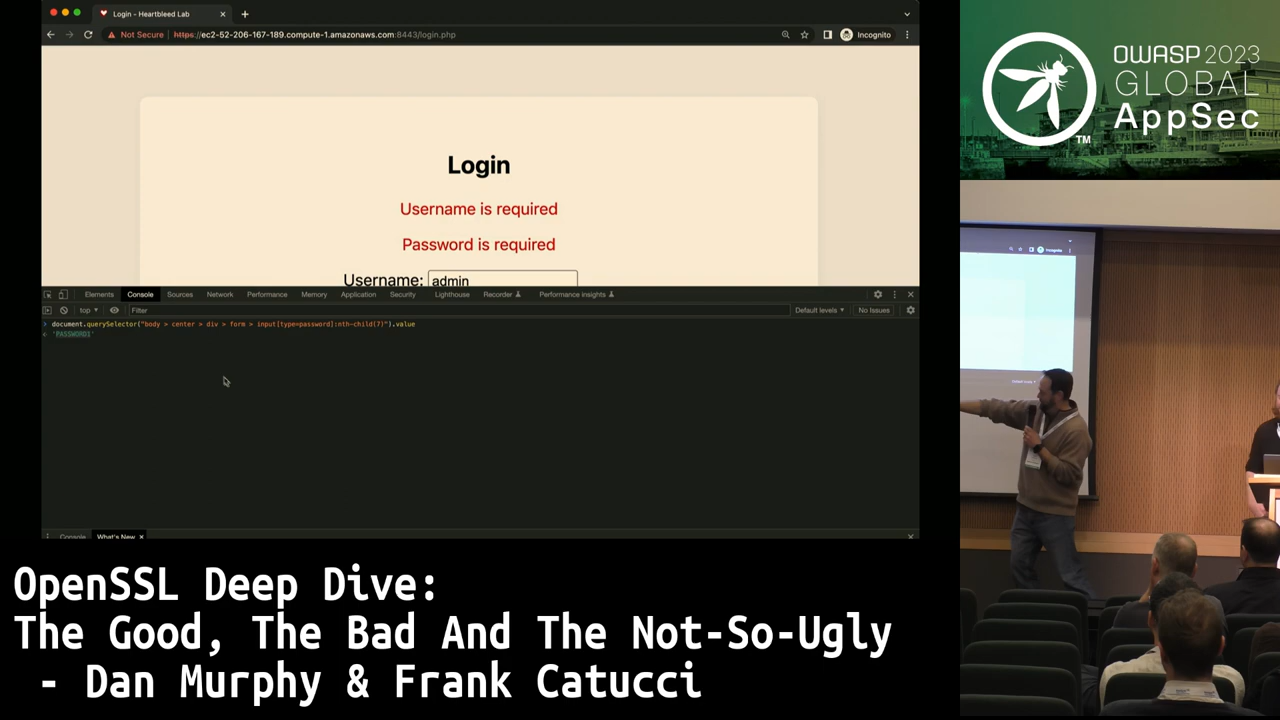 Login - Heartbleed Lab
Not Secure https://ec2-52-206-167-189.compute-1.amazonaws.com:8443/login.php
Incognito
Login
Username is required
Password is required
Username: admin
Elements Console Sources Network Performance Memory Application Security Lighthouse Recorder Performance insights
top Filter Default levels No Issues
document.querySelector("body > center > div > form > input[type=password]:nth-child(7)").value
'PASSWORD1'
Console What's New
OWASP 2023
GLOBAL
AppSec
TM
Incognito
OpenSSL Deep Dive:
The Good, The Bad And The Not-So-Ugly
- Dan Murphy & Frank Catucci